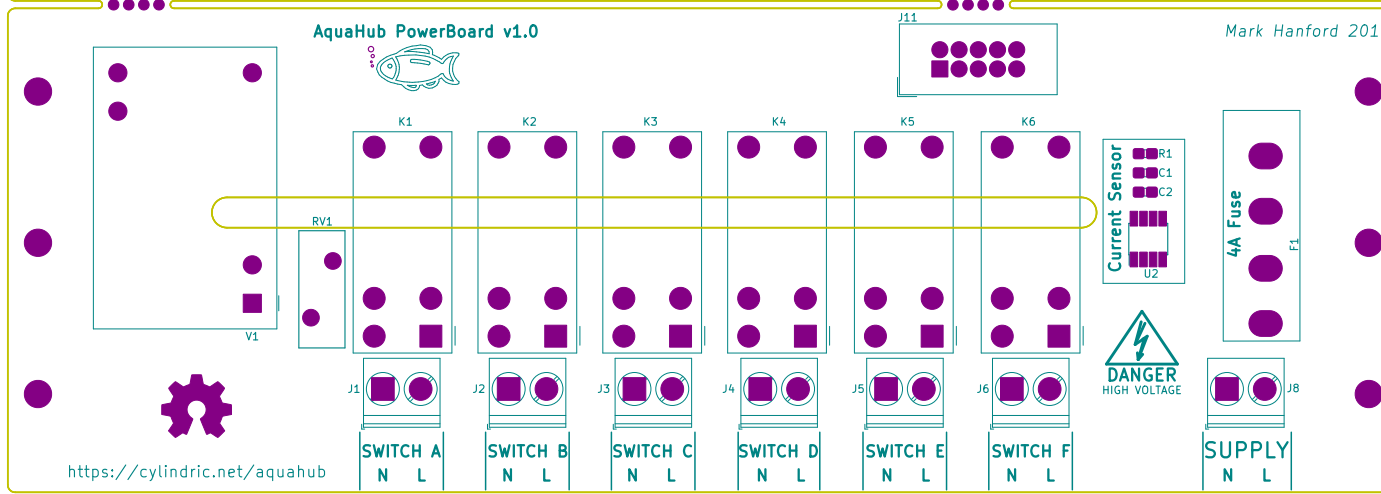 AquaHub PowerBoard v1.0
J11
Mark Hanford 201
K1 K2 K3 K4 K5 K6
R1
C1
C2
Current Sensor
U2
4A Fuse
F1
RV1
V1
DANGER
HIGH VOLTAGE
J1 J2 J3 J4 J5 J6 J8
SWITCH A SWITCH B SWITCH C SWITCH D SWITCH E SWITCH F SUPPLY
N L N L N L N L N L N L N L
https://cylindric.net/aquahub